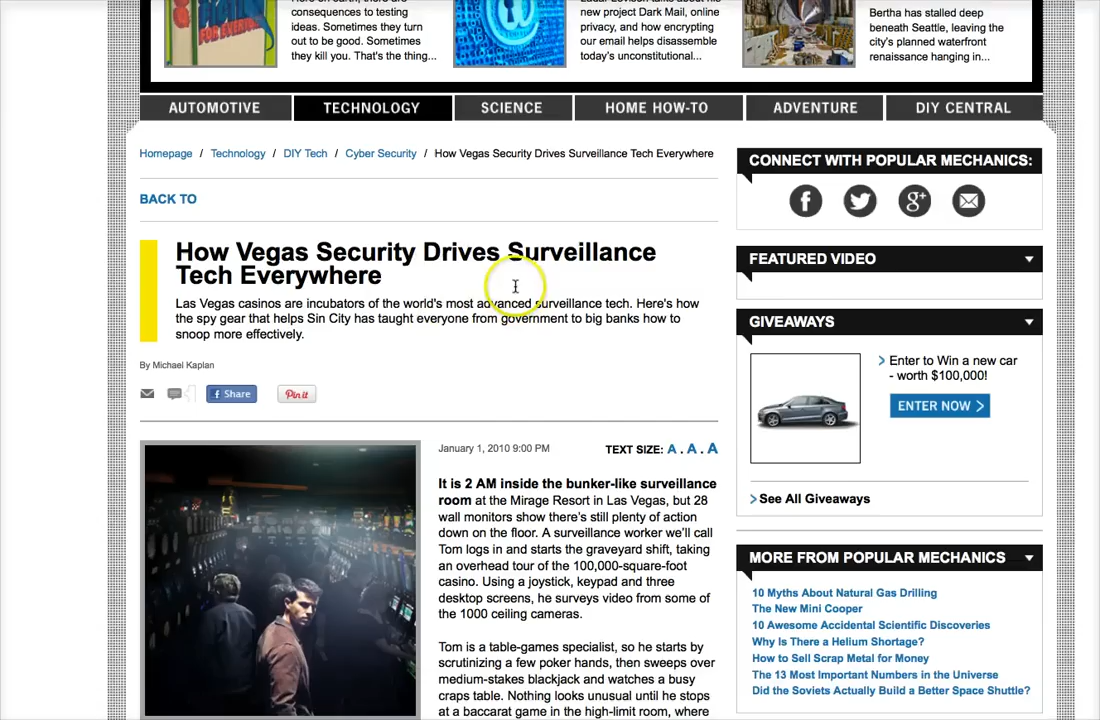 Here on earth, there are
consequences to testing
ideas. Sometimes they turn
out to be good. Sometimes
they kill you. That's the thing...
new project Dark Mail, online
privacy, and how encrypting
our email helps disassemble
today's unconstitutional...
Bertha has stalled deep
beneath Seattle, leaving the
city's planned waterfront
renaissance hanging in...
AUTOMOTIVE
TECHNOLOGY
SCIENCE
HOME HOW-TO
ADVENTURE
DIY CENTRAL
Homepage / Technology / DIY Tech / Cyber Security / How Vegas Security Drives Surveillance Tech Everywhere
BACK TO
How Vegas Security Drives Surveillance
Tech Everywhere
Las Vegas casinos are incubators of the world's most advanced surveillance tech. Here's how
the spy gear that helps Sin City has taught everyone from government to big banks how to
snoop more effectively.
By Michael Kaplan
f Share
Pin it
January 1, 2010 9:00 PM
TEXT SIZE: A . A . A
It is 2 AM inside the bunker-like surveillance
room at the Mirage Resort in Las Vegas, but 28
wall monitors show there's still plenty of action
down on the floor. A surveillance worker we'll call
Tom logs in and starts the graveyard shift, taking
an overhead tour of the 100,000-square-foot
casino. Using a joystick, keypad and three
desktop screens, he surveys video from some of
the 1000 ceiling cameras.
Tom is a table-games specialist, so he starts by
scrutinizing a few poker hands, then sweeps over
medium-stakes blackjack and watches a busy
craps table. Nothing looks unusual until he stops
at a baccarat game in the high-limit room, where
CONNECT WITH POPULAR MECHANICS:
FEATURED VIDEO
GIVEAWAYS
> Enter to Win a new car
- worth $100,000!
ENTER NOW >
> See All Giveaways
MORE FROM POPULAR MECHANICS
10 Myths About Natural Gas Drilling
The New Mini Cooper
10 Awesome Accidental Scientific Discoveries
Why Is There a Helium Shortage?
How to Sell Scrap Metal for Money
The 13 Most Important Numbers in the Universe
Did the Soviets Actually Build a Better Space Shuttle?